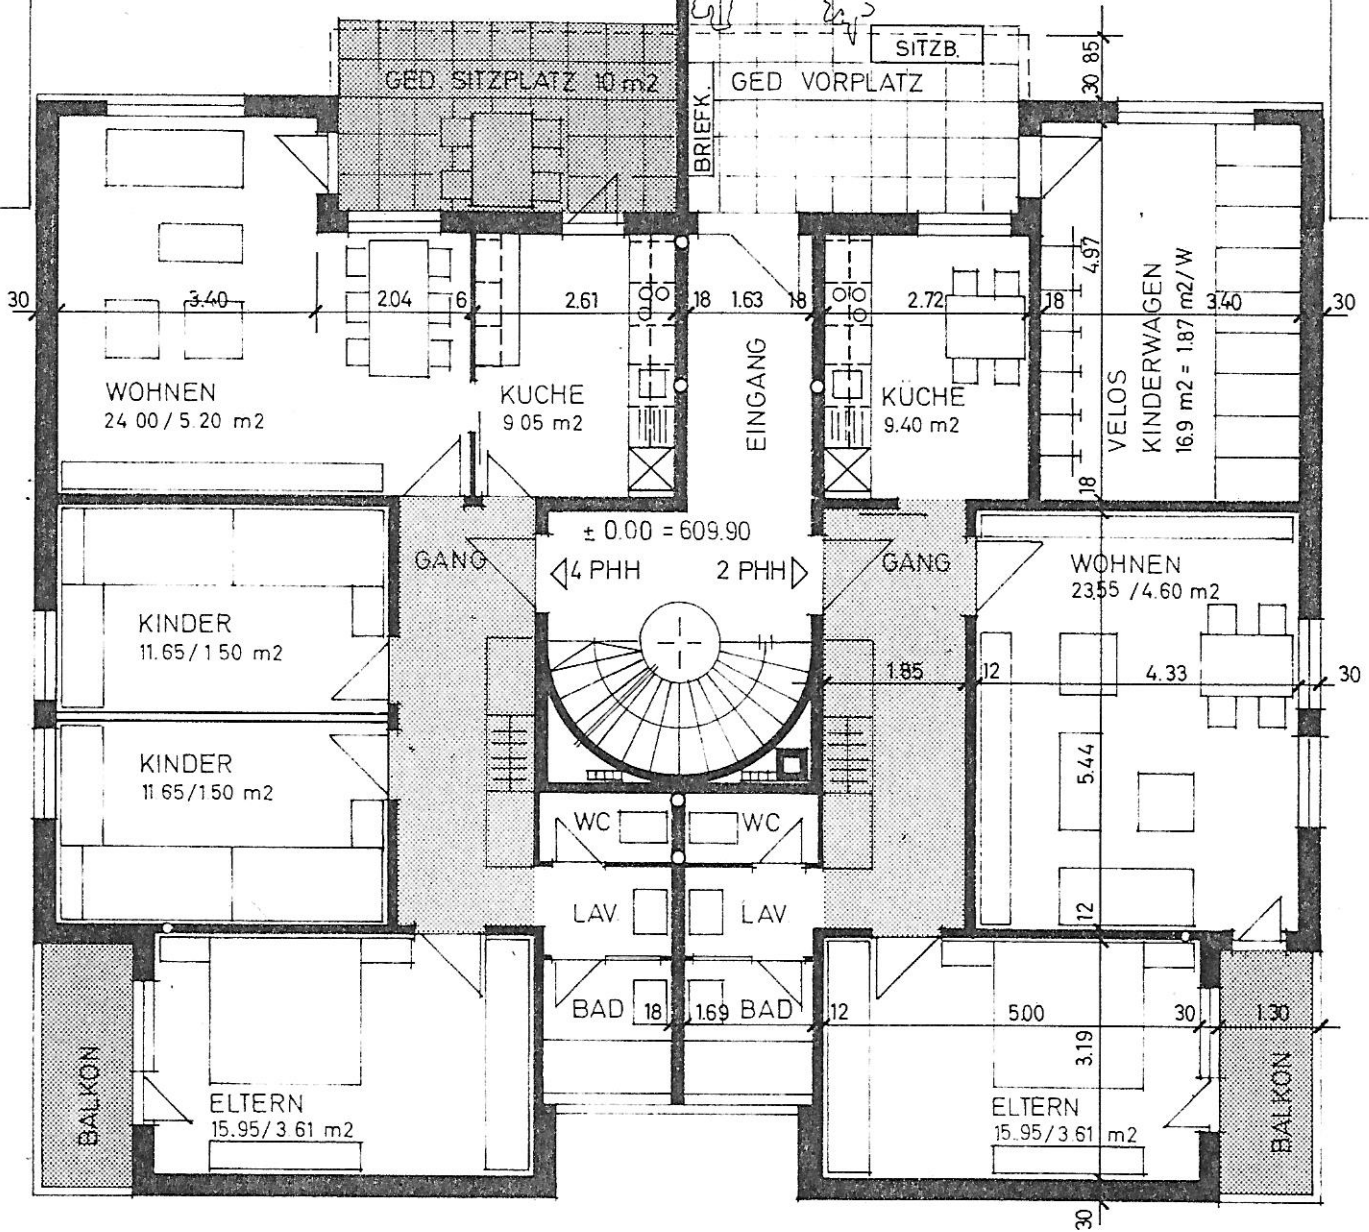 SITZB.
30 85
GED. SITZPLATZ 10 m2
GED VORPLATZ
BRIEFK.
30
3.40
2.04
6
2.61
18
1.63
18
2.72
18
4.97
3.40
30
WOHNEN
24 00 / 5.20 m2
KUCHE
9 05 m2
EINGANG
KÜCHE
9.40 m2
VELOS
KINDERWAGEN
16.9 m2 = 1.87 m2/W
18
± 0.00 = 609.90
4 PHH
2 PHH
GANG
GANG
WOHNEN
23.55 / 4.60 m2
KINDER
11.65 / 1 50 m2
1.85
12
4.33
30
5.44
KINDER
11 65/150 m2
WC
WC
LAV
LAV
12
BAD
18
1.69
BAD
12
5.00
30
1.30
3.19
BALKON
ELTERN
15.95/3.61 m2
ELTERN
15.95/3.61 m2
BALKON
30